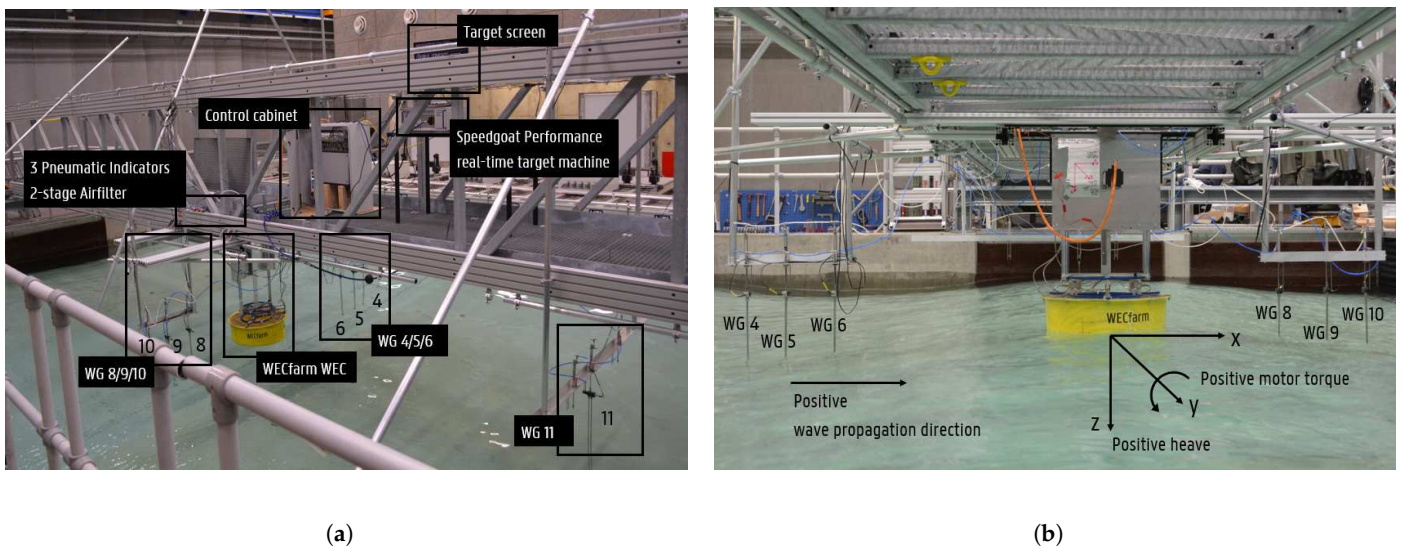 Target screen
Control cabinet
Speedgoat Performance
real-time target machine
3 Pneumatic Indicators
2-stage Airfilter
4
5
6
10
9
8
WECfarm
WG 4/5/6
WG 8/9/10
WECfarm WEC
11
WG 11
(a)
WECfarm
WG 4
WG 5
WG 6
WG 8
WG 9
WG 10
x
Positive motor torque
y
z
Positive
wave propagation direction
Positive heave
(b)